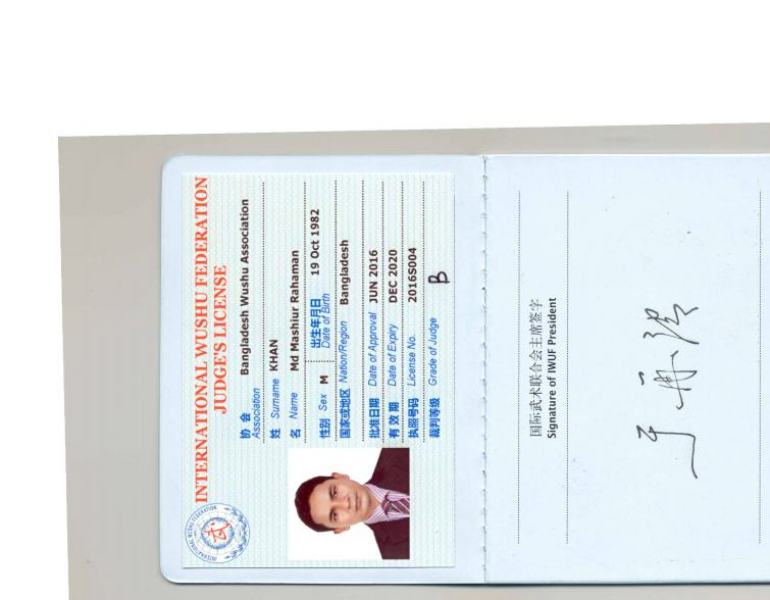 INTERNATIONAL WUSHU FEDERATION
JUDGE'S LICENSE
协 会 Bangladesh Wushu Association
Association
姓 Surname KHAN
名 Name Md Mashiur Rahaman
性别 Sex M 出生年月日 19 Oct 1982
Date of Birth
国家或地区 Nation/Region Bangladesh
批准日期 Date of Approval JUN 2016
有 效 期 Date of Expiry DEC 2020
执照号码 License No. 2016S004
裁判等级 Grade of Judge B
INTERNATIONAL WUSHU FEDERATION
武
国际武术联合会主席签字
Signature of IWUF President